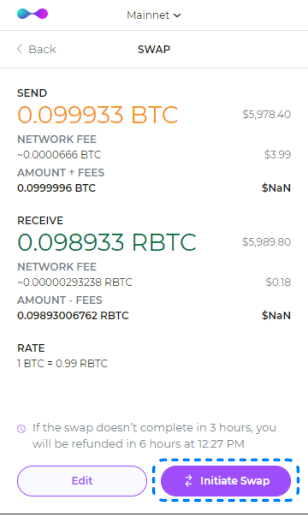 Mainnet
Back
SWAP
SEND
0.099933 BTC
$5,978.40
NETWORK FEE
~0.0000666 BTC
$3.99
AMOUNT + FEES
0.0999996 BTC
$NaN
RECEIVE
0.098933 RBTC
$5,989.80
NETWORK FEE
~0.00000293238 RBTC
$0.18
AMOUNT - FEES
0.09893006762 RBTC
$NaN
RATE
1 BTC = 0.99 RBTC
If the swap doesn't complete in 3 hours, you
will be refunded in 6 hours at 12:27 PM
Edit
Initiate Swap